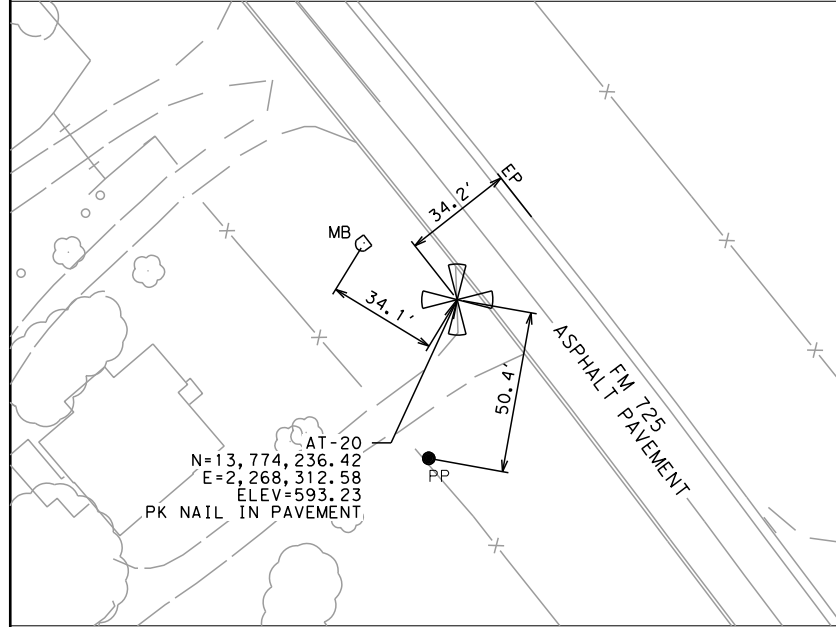 EP
34.2'
MB
34.1'
FM 725
ASPHALT PAVEMENT
50.4'
AT-20
N=13,774,236.42
E=2,268,312.58
ELEV=593.23
PK NAIL IN PAVEMENT
PP